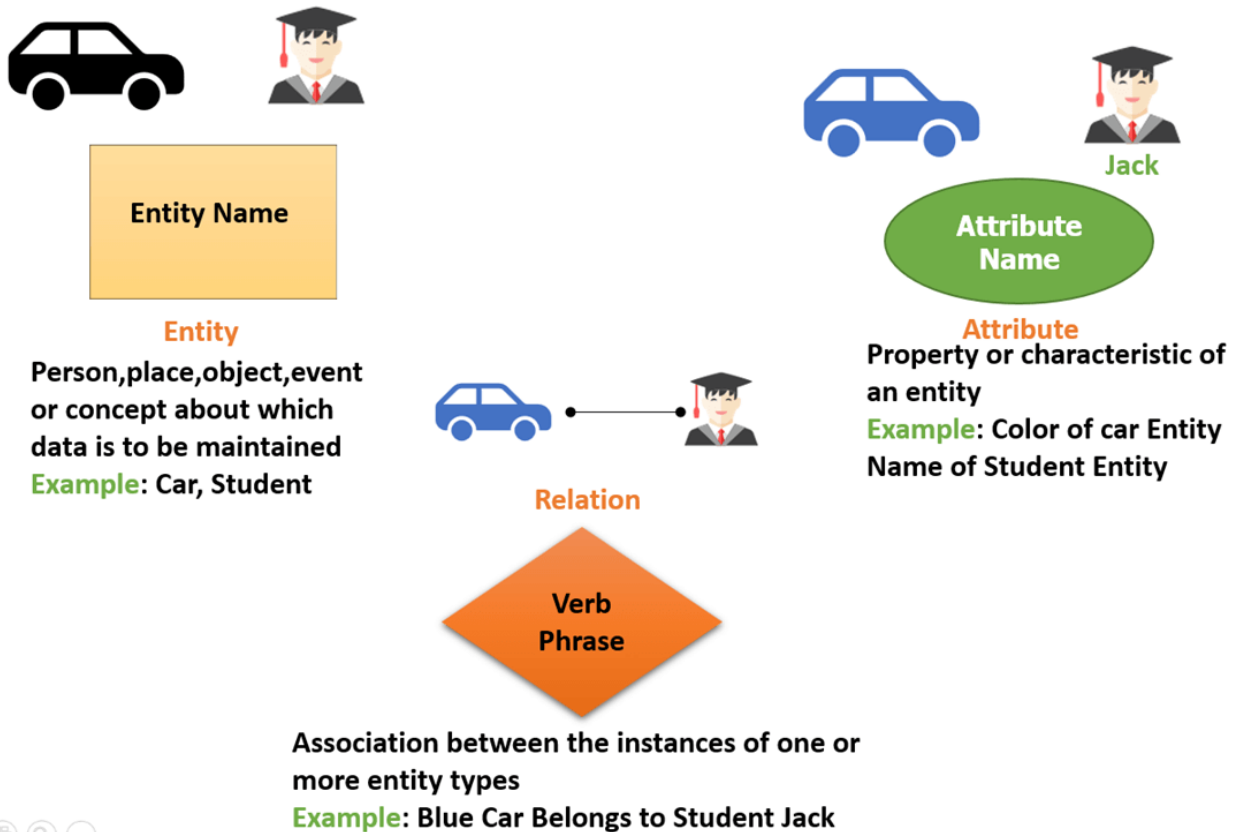 Entity Name
Entity
Person,place,object,event
or concept about which
data is to be maintained
Example: Car, Student
Jack
Attribute
Name
Attribute
Property or characteristic of
an entity
Example: Color of car Entity
Name of Student Entity
Relation
Verb
Phrase
Association between the instances of one or
more entity types
Example: Blue Car Belongs to Student Jack